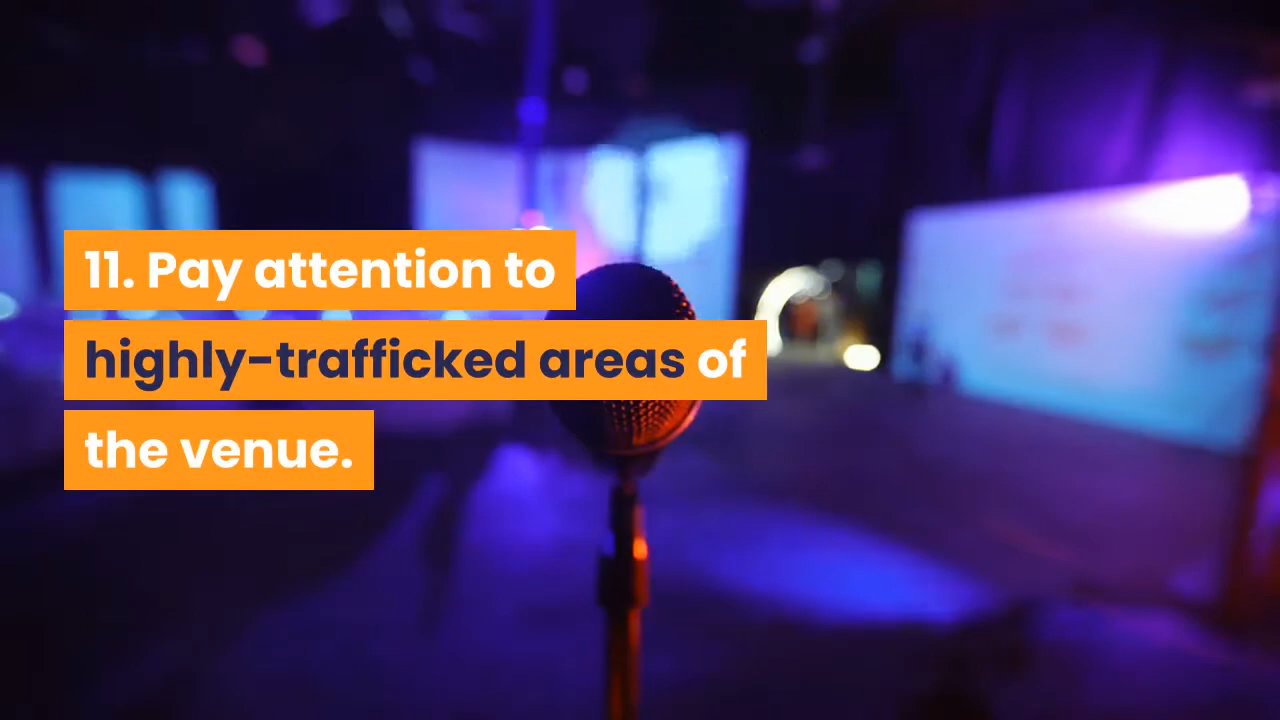 11. Pay attention to
highly-trafficked areas of
the venue.